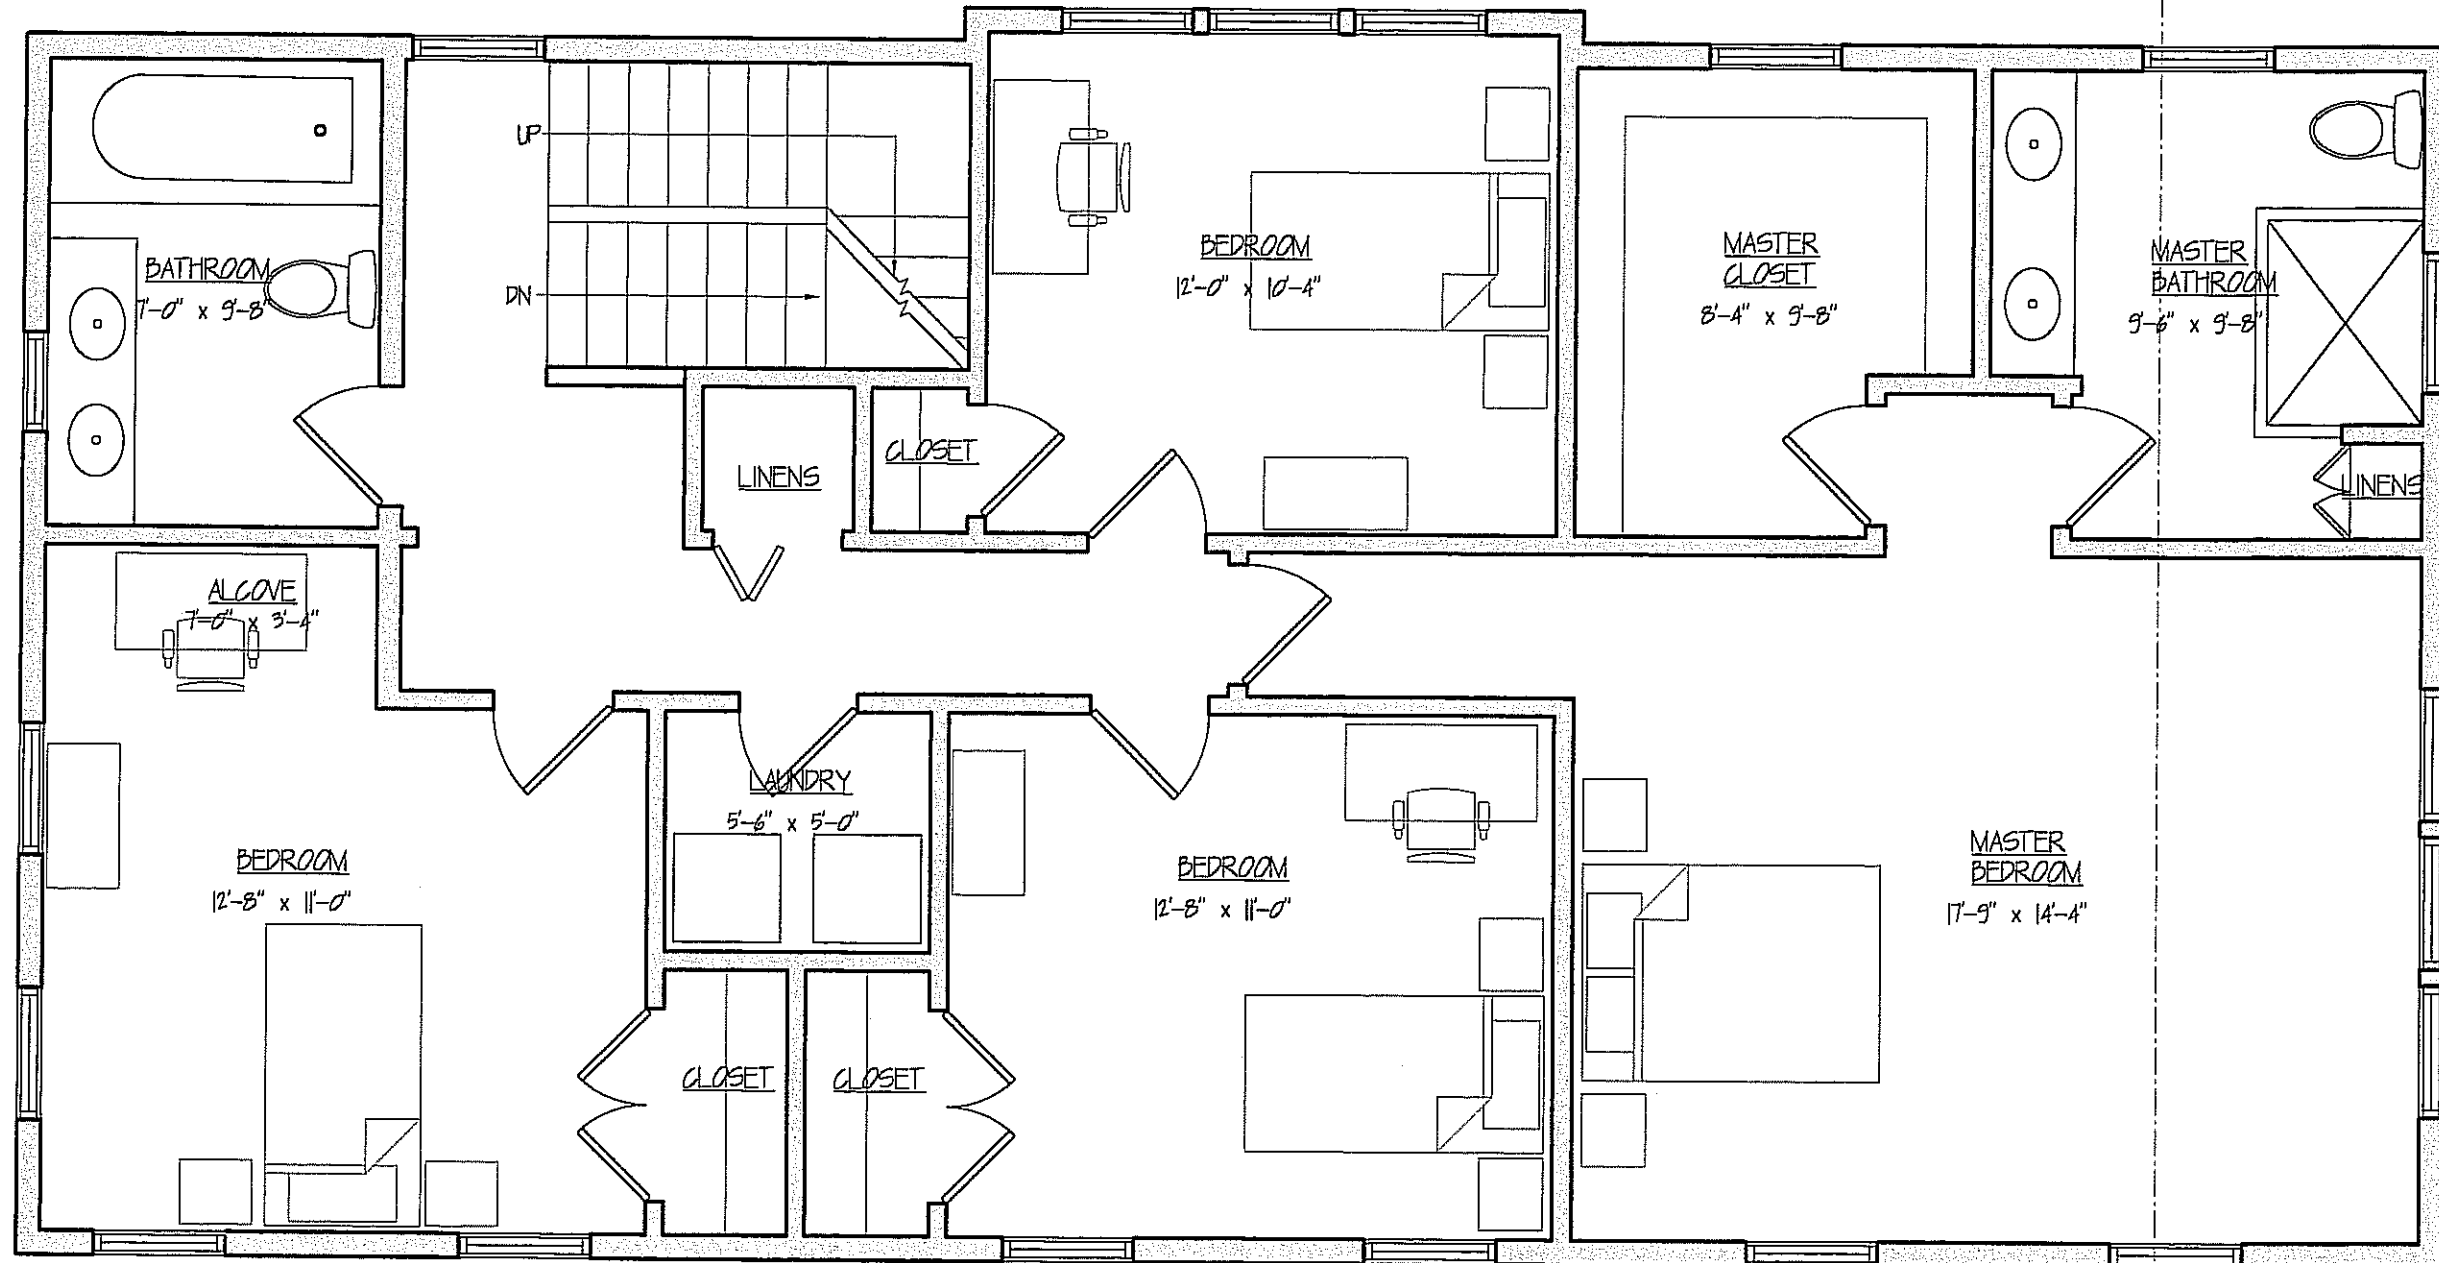 UP
DN
BATHROOM
7'-0" x 9'-8"
BEDROOM
12'-0" x 10'-4"
MASTER
CLOSET
8'-4" x 9'-8"
MASTER
BATHROOM
9'-6" x 9'-8"
LINENS
CLOSET
LINENS
ALCOVE
7'-0" x 3'-4"
LAUNDRY
5'-6" x 5'-0"
BEDROOM
12'-8" x 11'-0"
BEDROOM
12'-8" x 11'-0"
MASTER
BEDROOM
17'-9" x 14'-4"
CLOSET
CLOSET